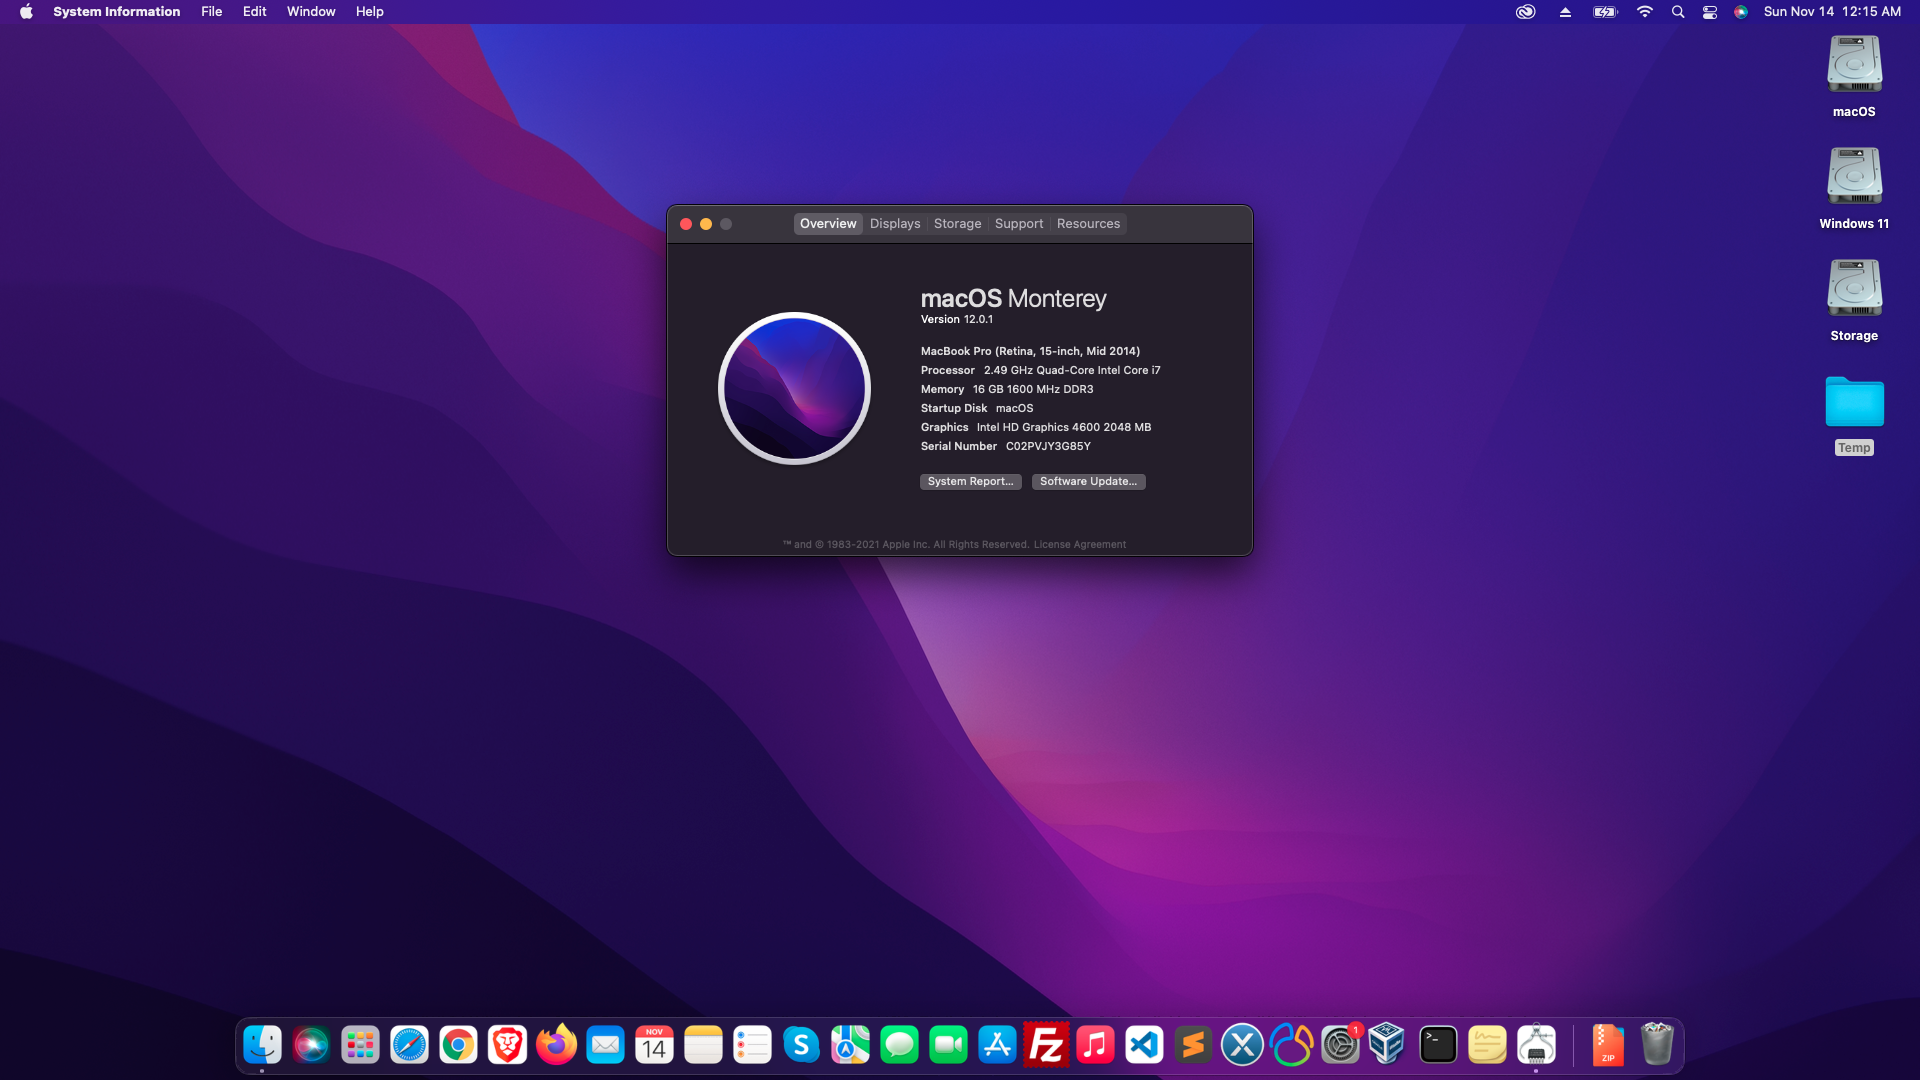 System Information File Edit Window Help
Sun Nov 14 12:15 AM
macOS
Windows 11
Storage
Temp
Overview Displays Storage Support Resources
macOS Monterey
Version 12.0.1
MacBook Pro (Retina, 15-inch, Mid 2014)
Processor 2.49 GHz Quad-Core Intel Core i7
Memory 16 GB 1600 MHz DDR3
Startup Disk macOS
Graphics Intel HD Graphics 4600 2048 MB
Serial Number C02PVJY3G85Y
System Report...
Software Update...
™ and © 1983-2021 Apple Inc. All Rights Reserved. License Agreement
NOV
14
S
Fz
X
1
>_
ZIP